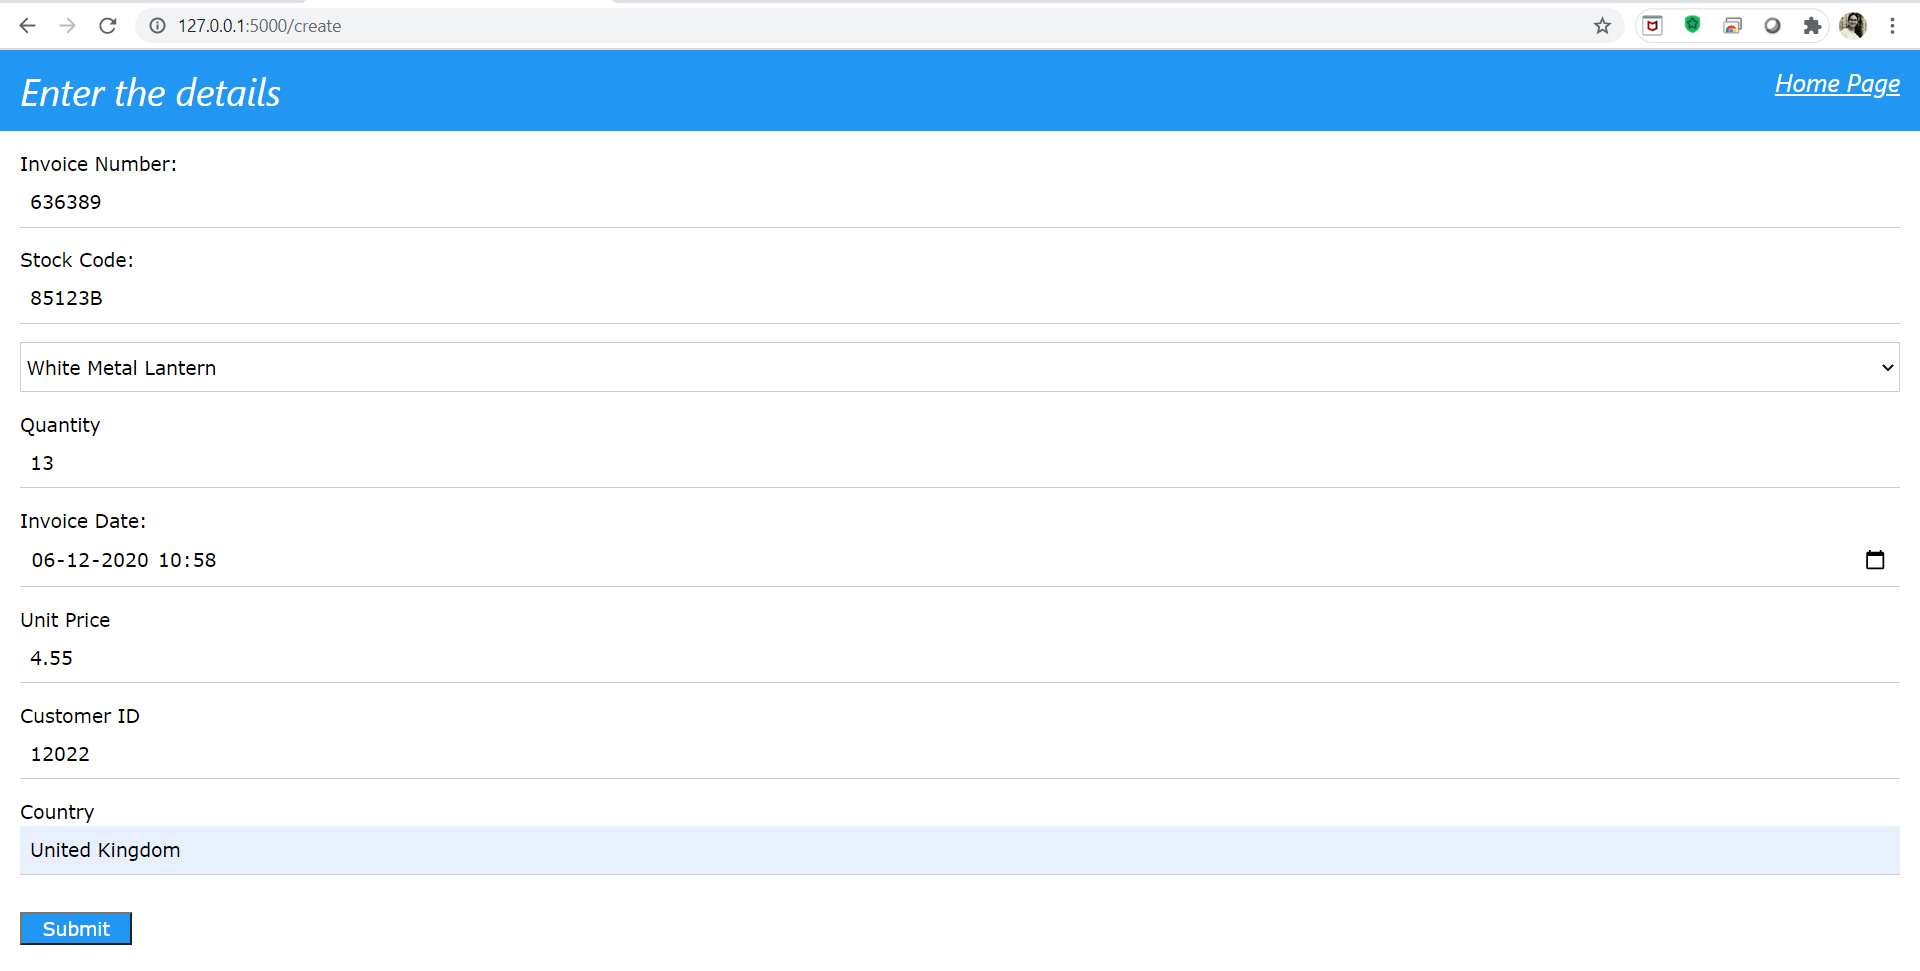 127.0.0.1:5000/create
Enter the details
Home Page
Invoice Number:
636389
Stock Code:
85123B
White Metal Lantern
Quantity
13
Invoice Date:
06-12-2020 10:58
Unit Price
4.55
Customer ID
12022
Country
United Kingdom
Submit